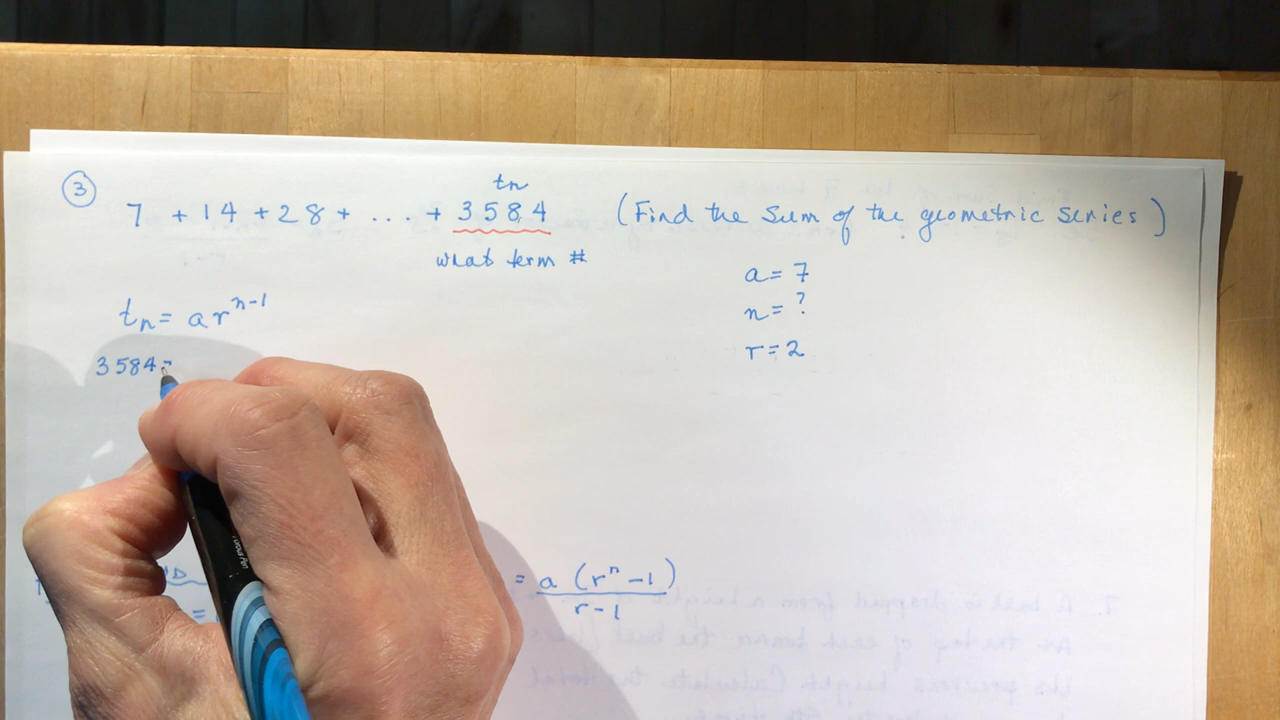 ③
tn
7 + 14 + 28 + ... + 3584 (Find the Sum of the geometric series)
what term #
a = 7
n = ?
r = 2
tn = ar^n-1
3584 =
= a (r^n - 1)
r - 1